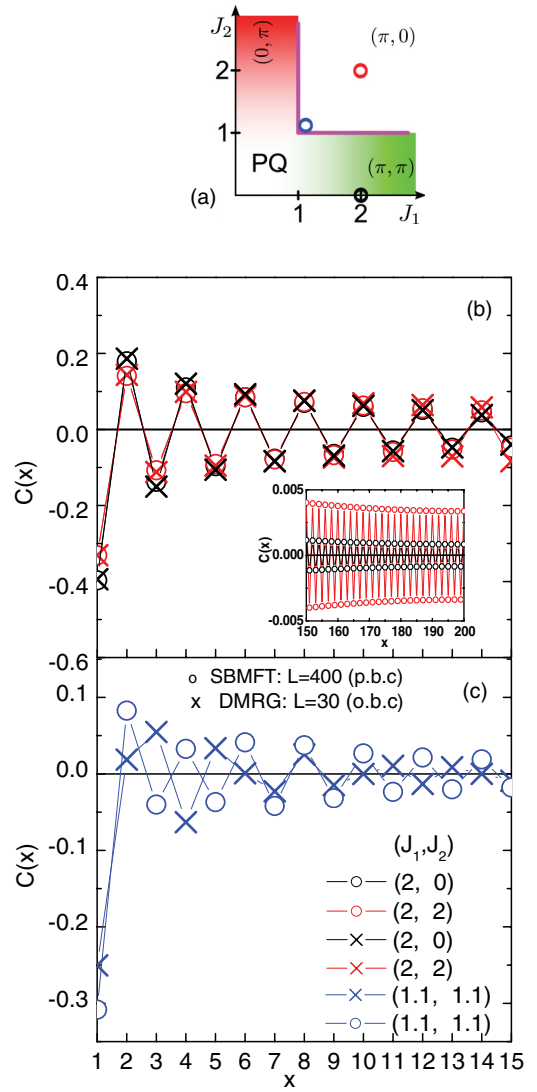 J₂
(0, π)
(π, 0)
2
1
PQ
(π, π)
(a)
1
2
J₁
0.4
(b)
0.2
0.0
C(x)
-0.2
-0.4
-0.6
0.005
C(x)
0.000
-0.005
150 160 170 180 190 200
x
o SBMFT: L=400 (p.b.c)
(c)
x DMRG: L=30 (o.b.c)
0.1
0.0
C(x)
-0.1
-0.2
-0.3
(J₁,J₂)
(2, 0)
(2, 2)
(2, 0)
(2, 2)
(1.1, 1.1)
(1.1, 1.1)
1 2 3 4 5 6 7 8 9 10 11 12 13 14 15
x